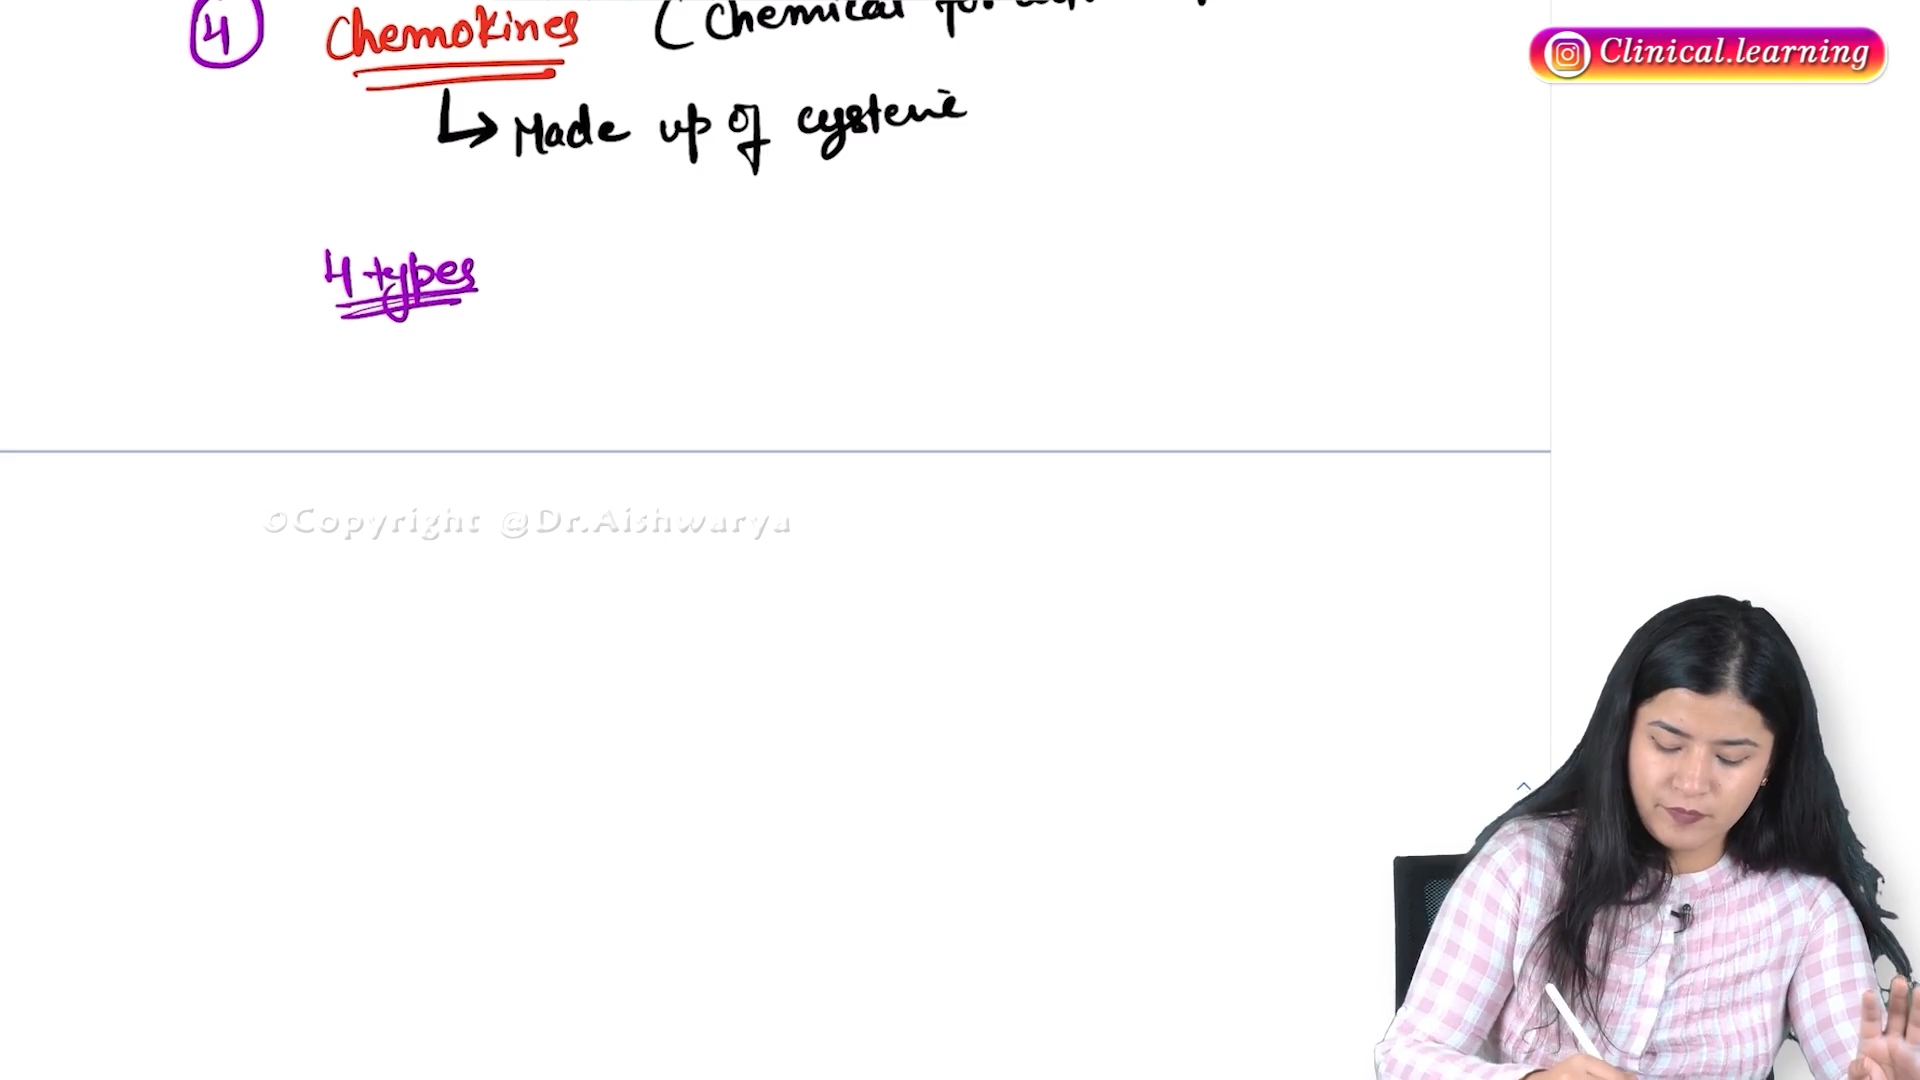 4 Chemokines (Chemical
Clinical.learning
↳ Made up of cysteine
4 types
©Copyright @Dr.Aishwarya